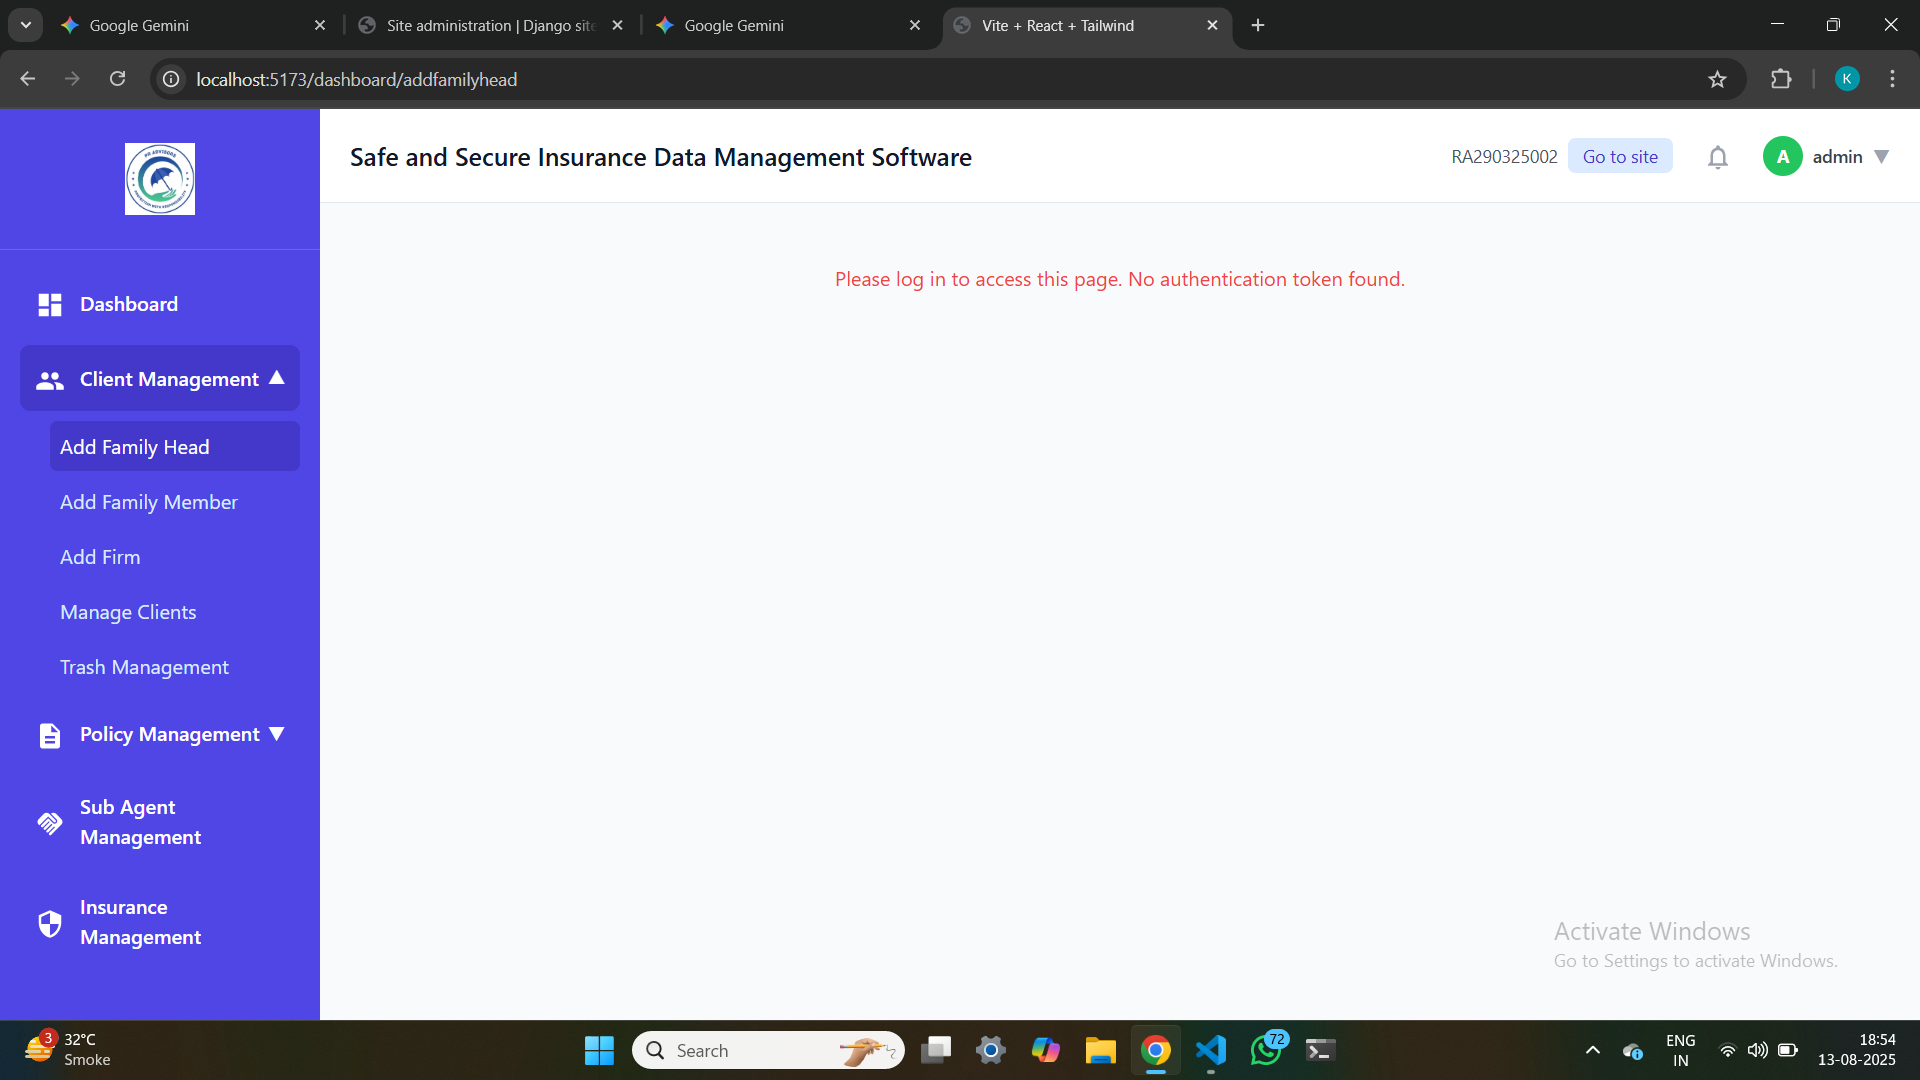 Google Gemini
Site administration | Django site
Google Gemini
Vite + React + Tailwind
localhost:5173/dashboard/addfamilyhead
K
Safe and Secure Insurance Data Management Software
RA290325002
Go to site
A
admin
Please log in to access this page. No authentication token found.
Dashboard
Client Management
Add Family Head
Add Family Member
Add Firm
Manage Clients
Trash Management
Policy Management
Sub Agent
Management
Insurance
Management
Activate Windows
Go to Settings to activate Windows.
3
32°C
Smoke
Search
72
ENG
IN
18:54
13-08-2025